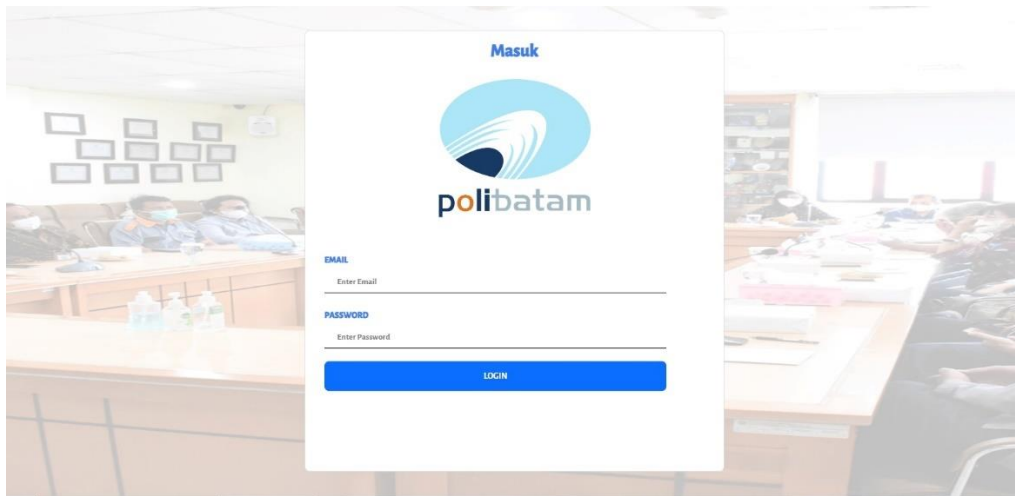 Masuk
polibatam
EMAIL
Enter Email
PASSWORD
Enter Password
LOGIN